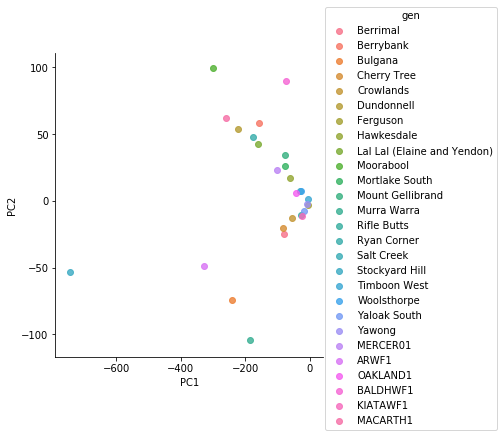 gen
Berrimal
Berrybank
Bulgana
Cherry Tree
Crowlands
Dundonnell
Ferguson
Hawkesdale
Lal Lal (Elaine and Yendon)
Moorabool
Mortlake South
Mount Gellibrand
Murra Warra
Rifle Butts
Ryan Corner
Salt Creek
Stockyard Hill
Timboon West
Woolsthorpe
Yaloak South
Yawong
MERCER01
ARWF1
OAKLAND1
BALDHWF1
KIATAWF1
MACARTH1
100
50
0
−50
−100
PC2
−600
−400
−200
0
PC1